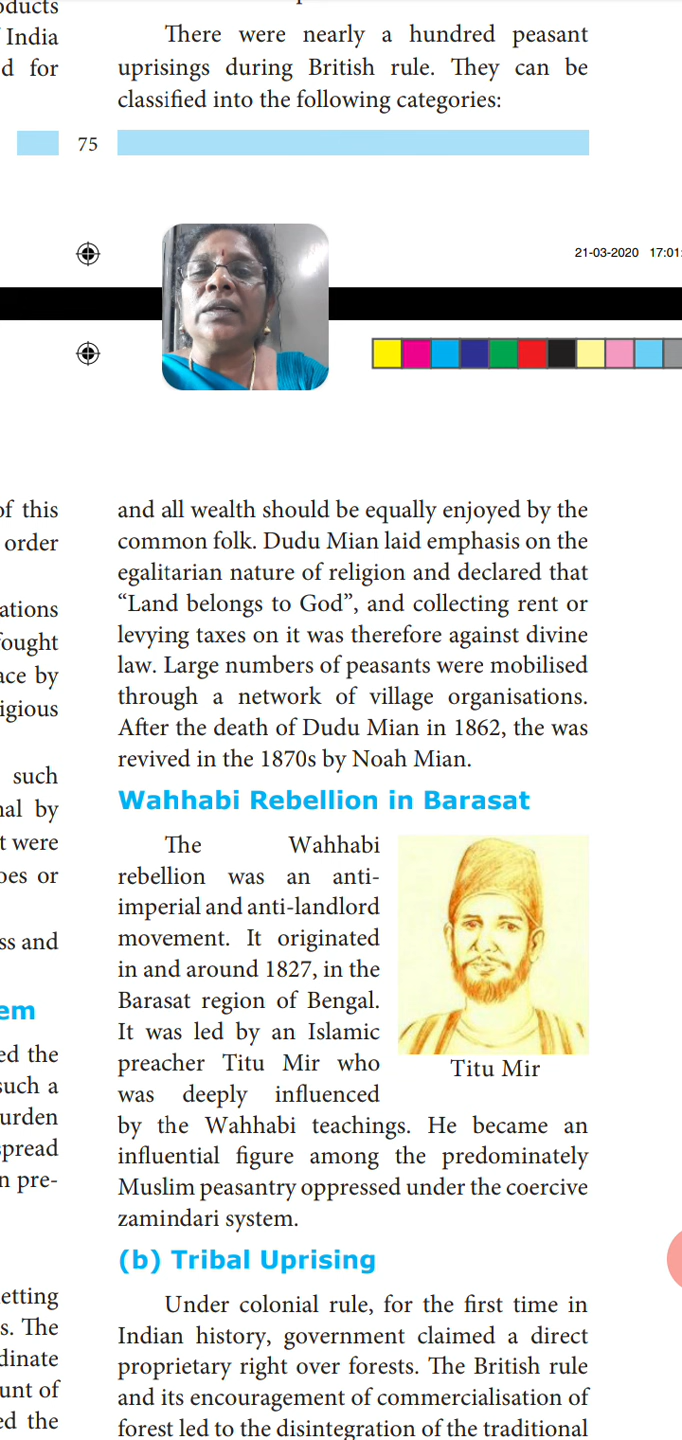 oducts
India
d for
There were nearly a hundred peasant
uprisings during British rule. They can be
classified into the following categories:
75
21-03-2020 17:01:
of this
order
ations
fought
ace by
igious
such
nal by
t were
oes or
ss and
em
ed the
such a
urden
spread
n pre-
etting
s. The
dinate
unt of
ed the
and all wealth should be equally enjoyed by the
common folk. Dudu Mian laid emphasis on the
egalitarian nature of religion and declared that
“Land belongs to God”, and collecting rent or
levying taxes on it was therefore against divine
law. Large numbers of peasants were mobilised
through a network of village organisations.
After the death of Dudu Mian in 1862, the was
revived in the 1870s by Noah Mian.
Wahhabi Rebellion in Barasat
The Wahhabi
rebellion was an anti-
imperial and anti-landlord
movement. It originated
in and around 1827, in the
Barasat region of Bengal.
It was led by an Islamic
preacher Titu Mir who
was deeply influenced
Titu Mir
by the Wahhabi teachings. He became an
influential figure among the predominately
Muslim peasantry oppressed under the coercive
zamindari system.
(b) Tribal Uprising
Under colonial rule, for the first time in
Indian history, government claimed a direct
proprietary right over forests. The British rule
and its encouragement of commercialisation of
forest led to the disintegration of the traditional